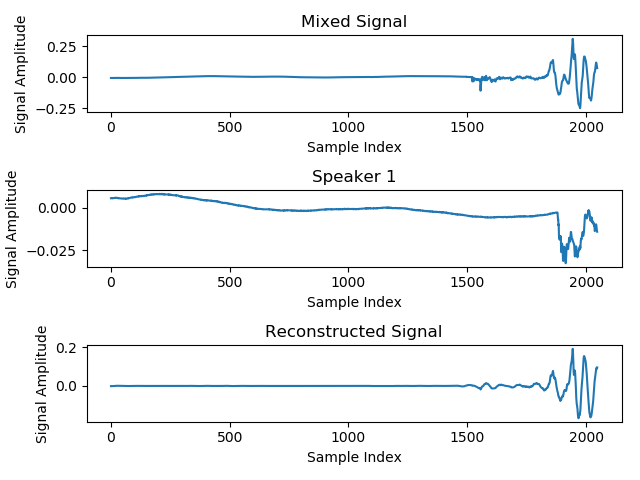 Mixed Signal
Signal Amplitude
0.25
0.00
−0.25
0 500 1000 1500 2000
Sample Index
Speaker 1
Signal Amplitude
0.000
−0.025
0 500 1000 1500 2000
Sample Index
Reconstructed Signal
Signal Amplitude
0.2
0.0
0 500 1000 1500 2000
Sample Index